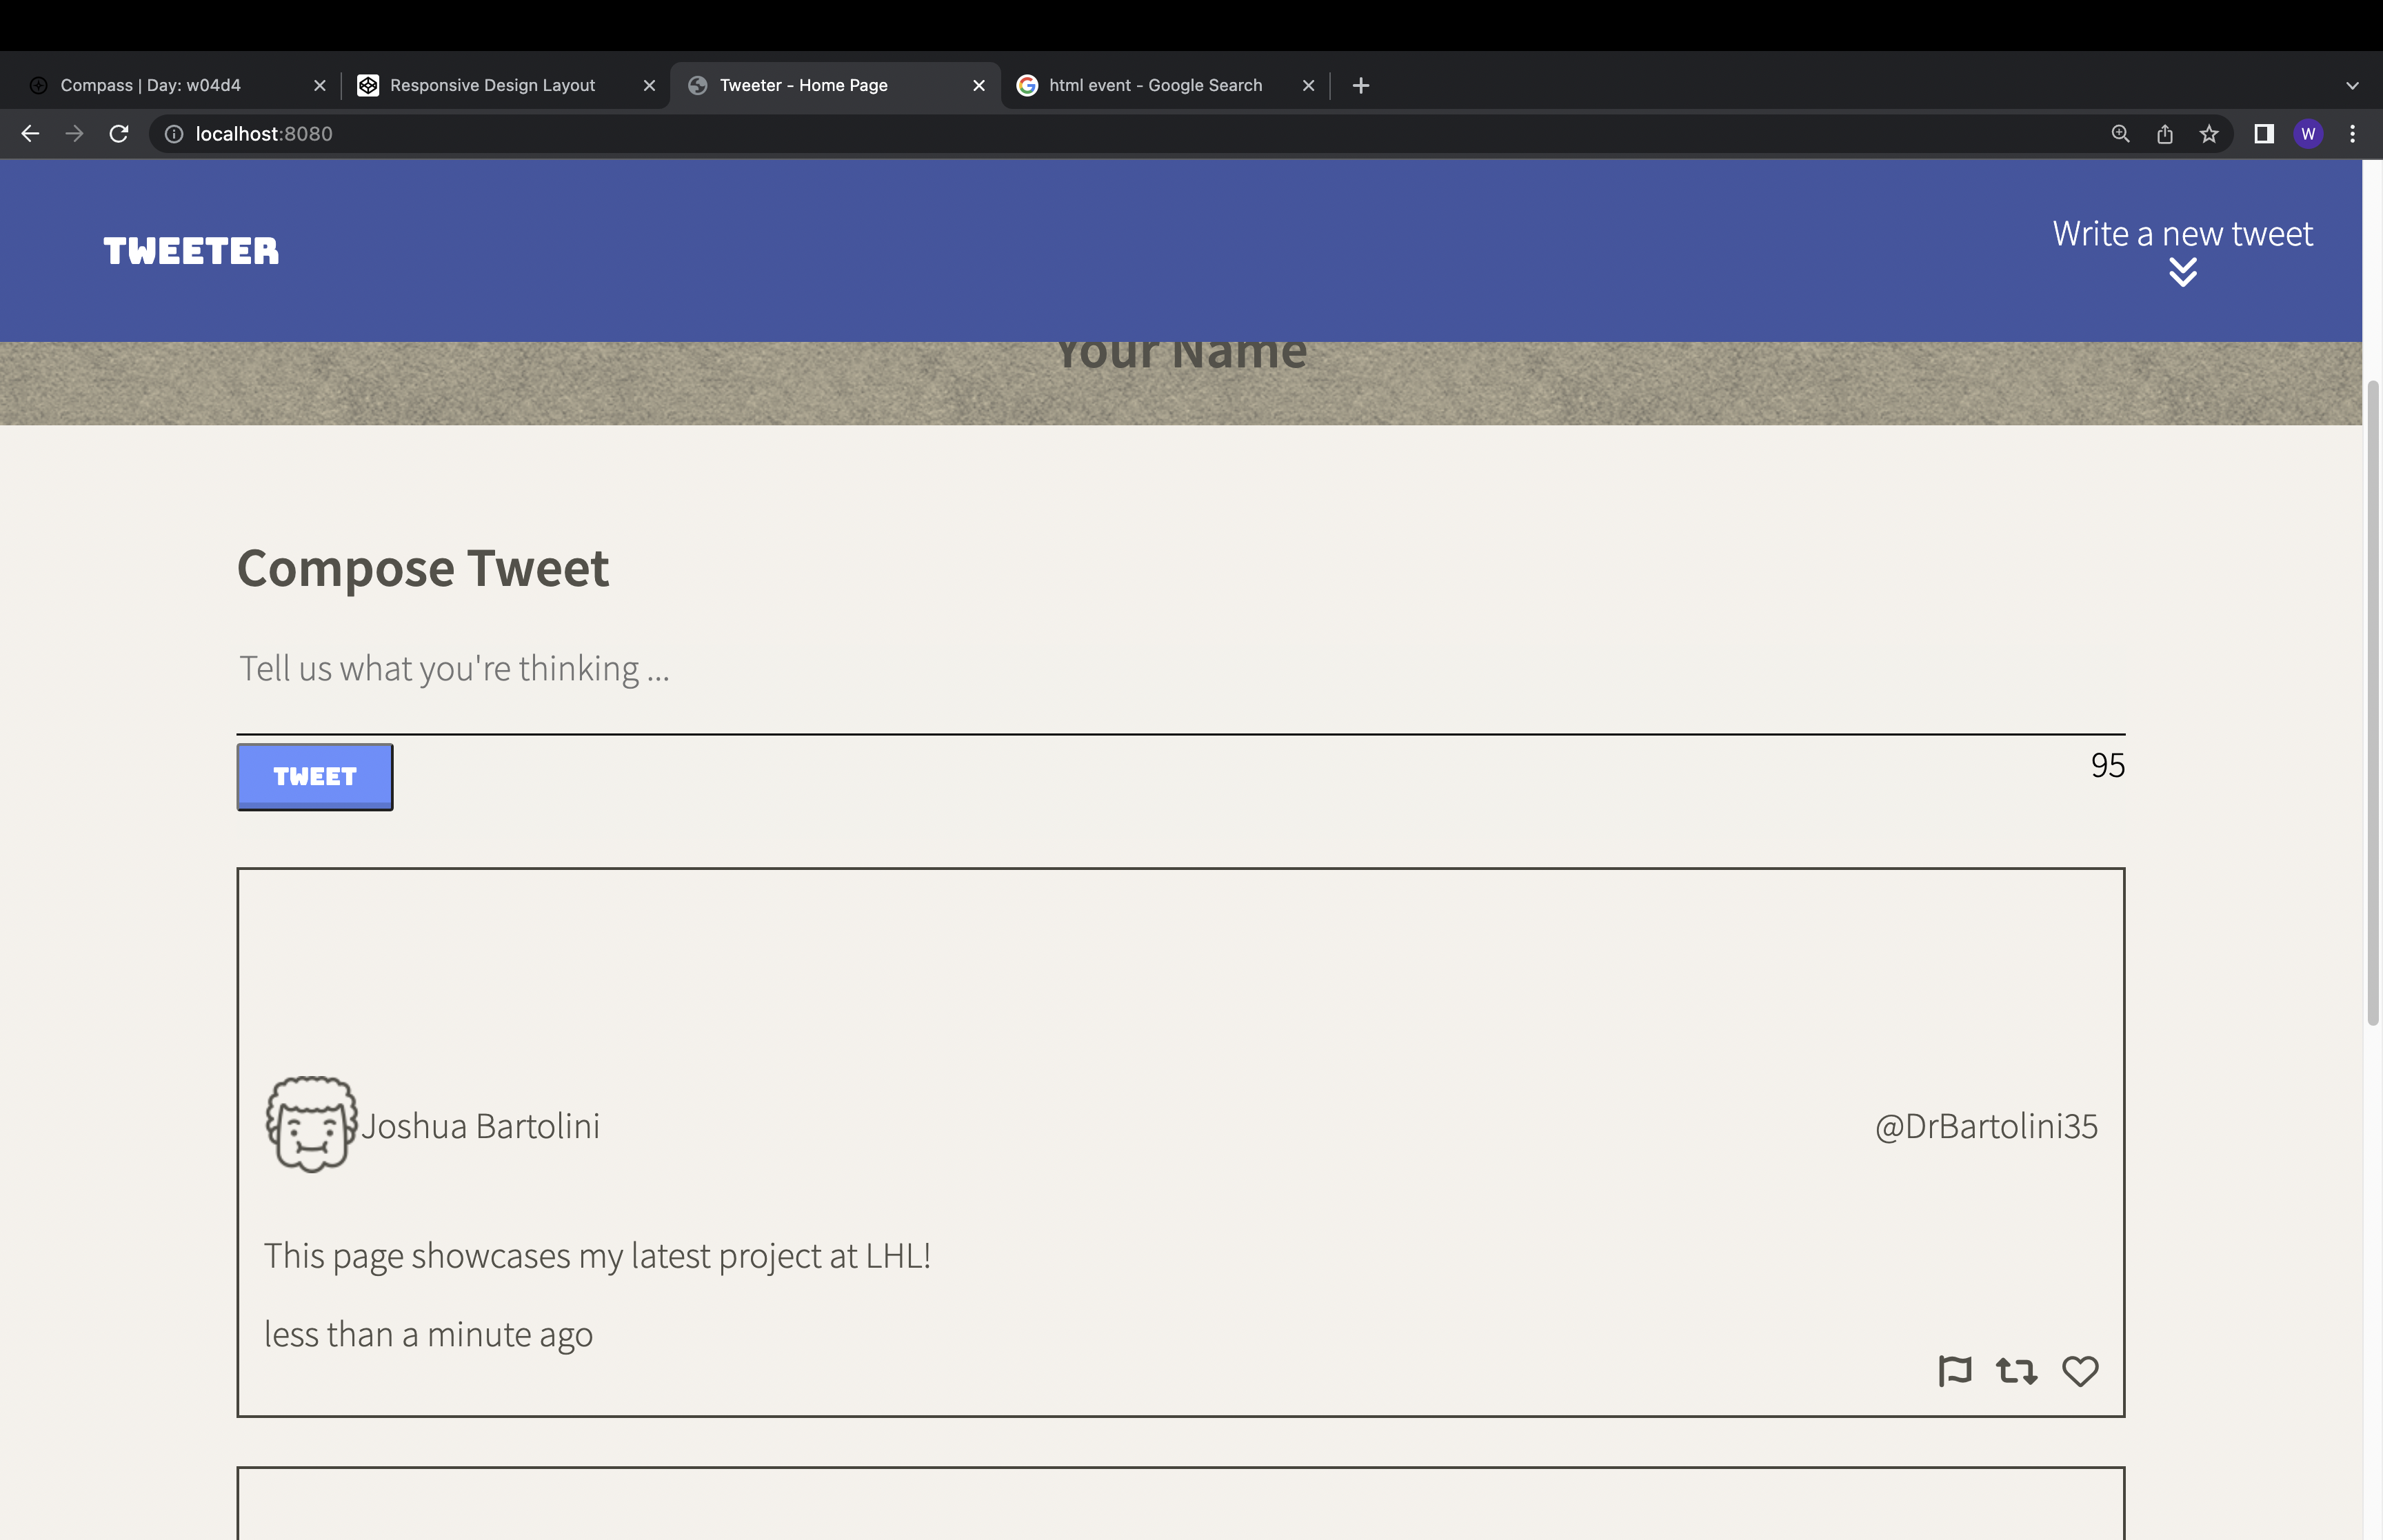 Compass | Day: w04d4
Responsive Design Layout
Tweeter - Home Page
html event - Google Search
localhost:8080
W
TWEETER
Write a new tweet
Your Name
Compose Tweet
Tell us what you're thinking ...
TWEET
95
Joshua Bartolini
@DrBartolini35
This page showcases my latest project at LHL!
less than a minute ago